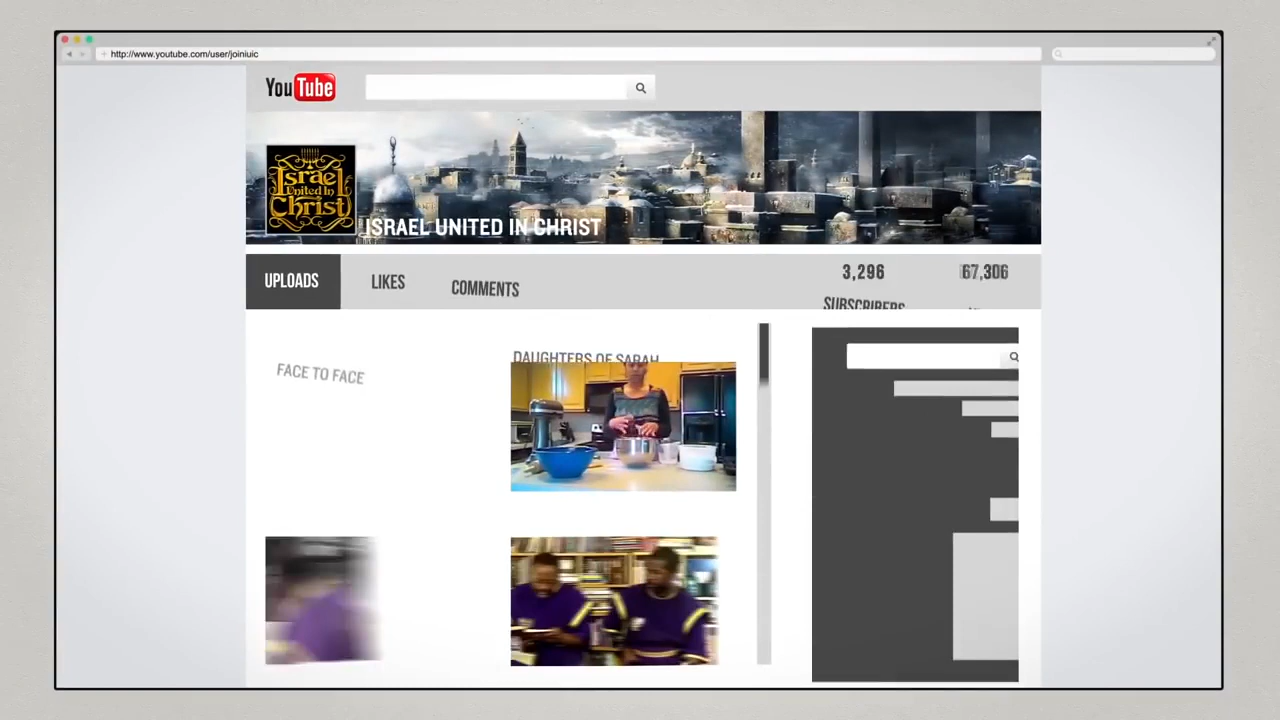 http://www.youtube.com/user/joiniuic
YouTube
Israel
United In
Christ
ISRAEL UNITED IN CHRIST
UPLOADS
LIKES
COMMENTS
3,296
SUBSCRIBERS
67,306
FACE TO FACE
DAUGHTERS OF SARAH